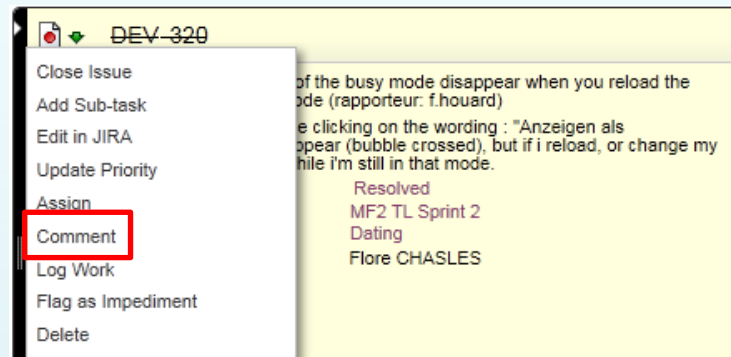 DEV-320
Close Issue
Add Sub-task
Edit in JIRA
Update Priority
Assign
Comment
Log Work
Flag as Impediment
Delete
of the busy mode disappear when you reload the
ode (rapporteur: f.houard)
e clicking on the wording : "Anzeigen als
ppear (bubble crossed), but if i reload, or change my
hile i'm still in that mode.
Resolved
MF2 TL Sprint 2
Dating
Flore CHASLES